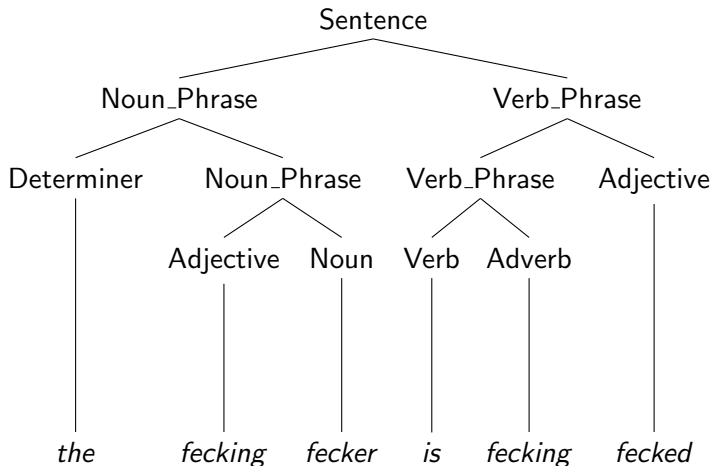 Sentence
Noun_Phrase Verb_Phrase
Determiner Noun_Phrase Verb_Phrase Adjective
Adjective Noun Verb Adverb
the fecking fecker is fecking fecked